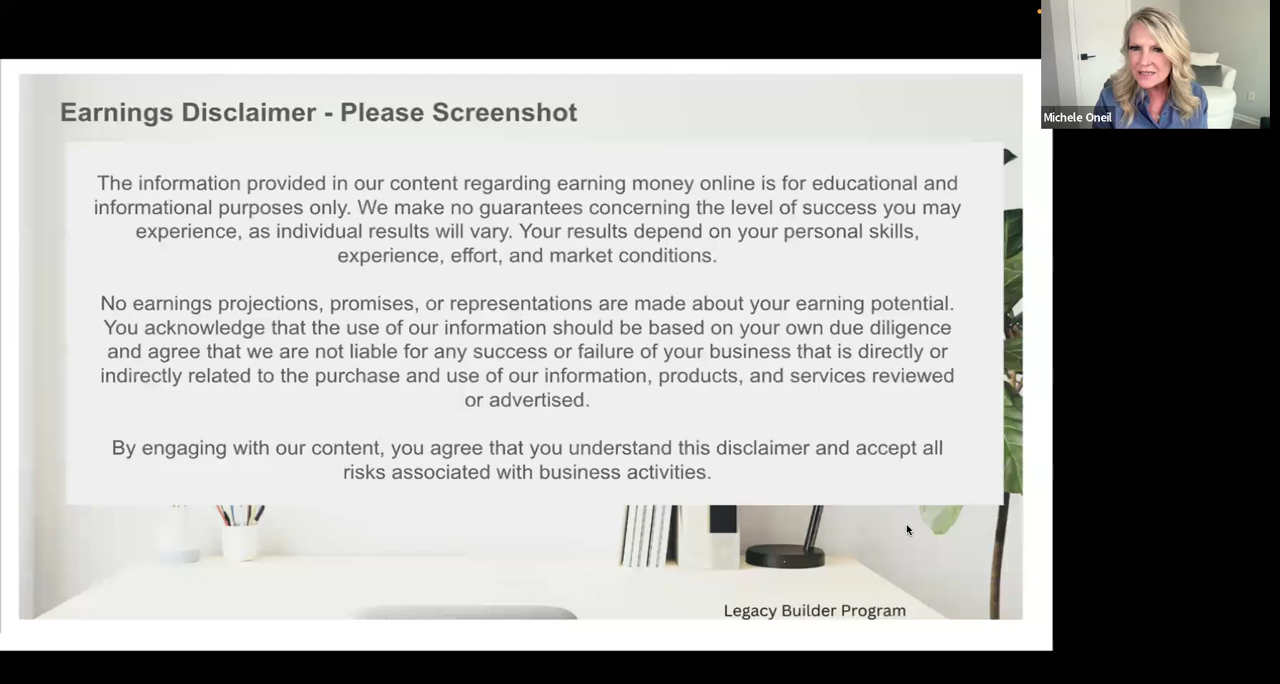 Earnings Disclaimer - Please Screenshot
Michele Oneil
The information provided in our content regarding earning money online is for educational and
informational purposes only. We make no guarantees concerning the level of success you may
experience, as individual results will vary. Your results depend on your personal skills,
experience, effort, and market conditions.
No earnings projections, promises, or representations are made about your earning potential.
You acknowledge that the use of our information should be based on your own due diligence
and agree that we are not liable for any success or failure of your business that is directly or
indirectly related to the purchase and use of our information, products, and services reviewed
or advertised.
By engaging with our content, you agree that you understand this disclaimer and accept all
risks associated with business activities.
Legacy Builder Program